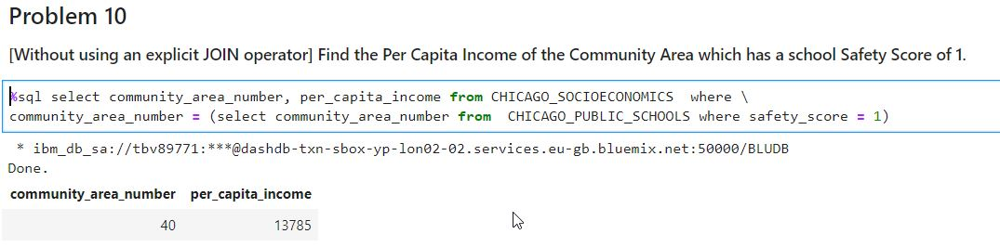 Problem 10
[Without using an explicit JOIN operator] Find the Per Capita Income of the Community Area which has a school Safety Score of 1.
%sql select community_area_number, per_capita_income from CHICAGO_SOCIOECONOMICS  where \
community_area_number = (select community_area_number from  CHICAGO_PUBLIC_SCHOOLS where safety_score = 1)
* ibm_db_sa://tbv89771:***@dashdb-txn-sbox-yp-lon02-02.services.eu-gb.bluemix.net:50000/BLUDB
Done.
community_area_number per_capita_income
40 13785